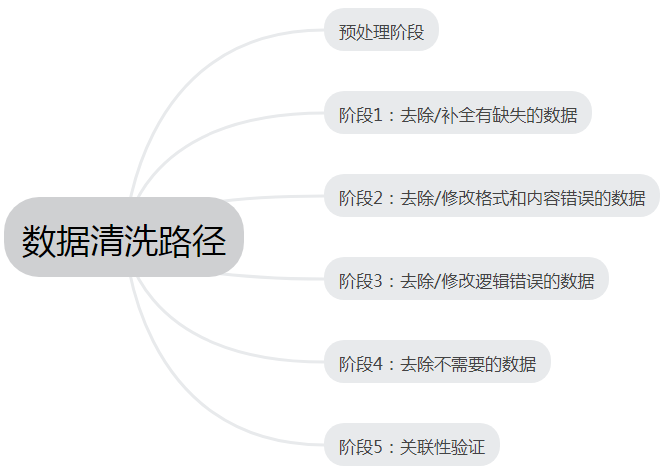 预处理阶段
阶段1：去除/补全有缺失的数据
阶段2：去除/修改格式和内容错误的数据
数据清洗路径
阶段3：去除/修改逻辑错误的数据
阶段4：去除不需要的数据
阶段5：关联性验证